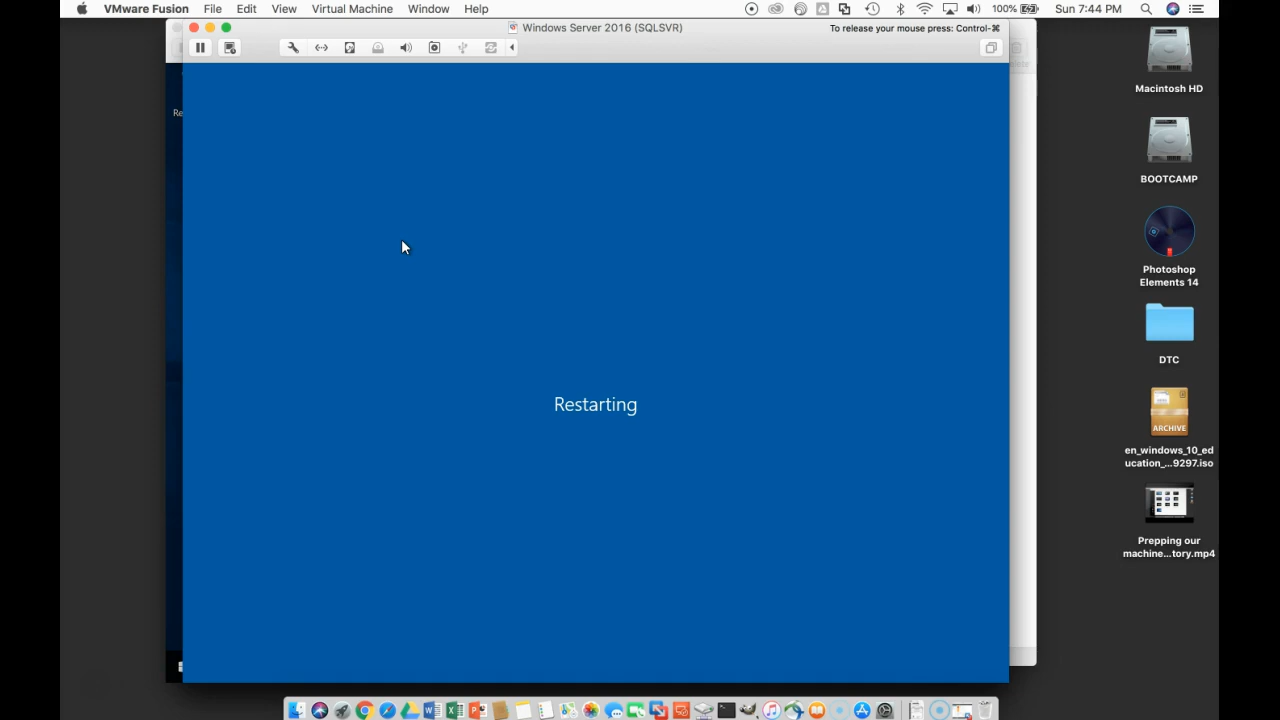 VMware Fusion File Edit View Virtual Machine Window Help 100% Sun 7:44 PM
Windows Server 2016 (SQLSVR) To release your mouse press: Control-⌘
Re
Restarting
Macintosh HD
BOOTCAMP
Photoshop
Elements 14
DTC
ARCHIVE
en_windows_10_ed
ucation_...9297.iso
Prepping our
machine...tory.mp4